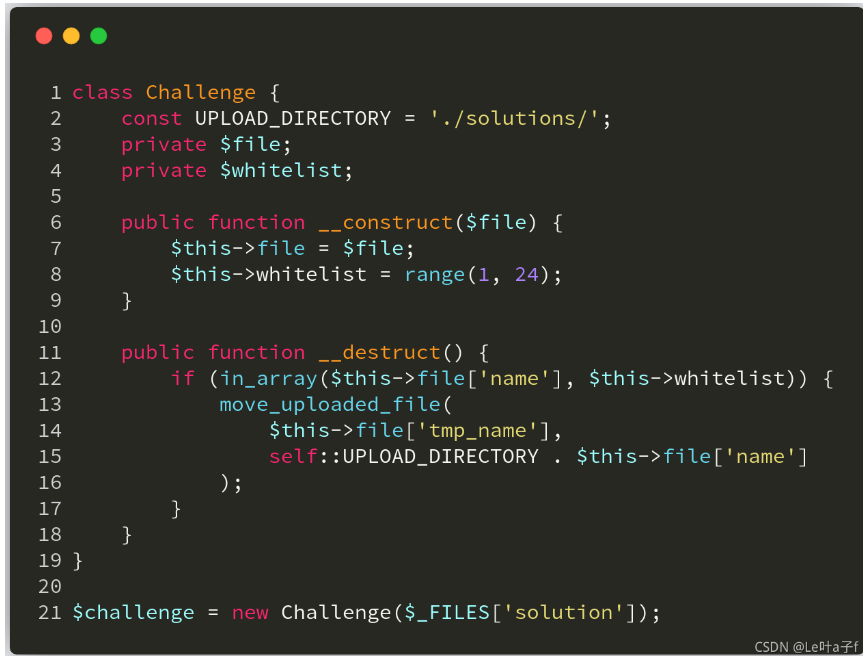 1 class Challenge {
2     const UPLOAD_DIRECTORY = './solutions/';
3     private $file;
4     private $whitelist;
5
6     public function __construct($file) {
7         $this->file = $file;
8         $this->whitelist = range(1, 24);
9     }
10
11     public function __destruct() {
12         if (in_array($this->file['name'], $this->whitelist)) {
13             move_uploaded_file(
14                 $this->file['tmp_name'],
15                 self::UPLOAD_DIRECTORY . $this->file['name']
16             );
17         }
18     }
19 }
20
21 $challenge = new Challenge($_FILES['solution']);
CSDN @Le叶a子f